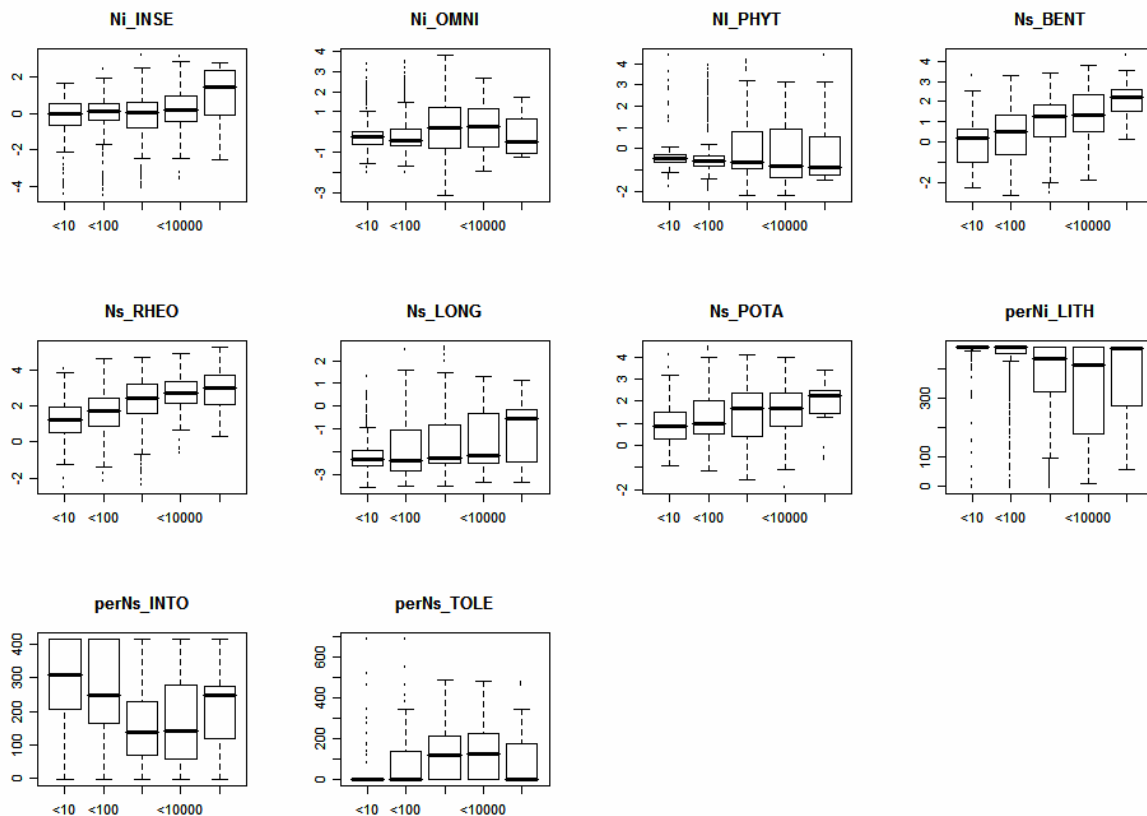 Ni_INSE Ni_OMNI NI_PHYT Ns_BENT
2 0 -2 -4
4 3 2 1 0 -1 -3
4 2 1 0 -2
4 3 2 1 0 -2
<10 <100 <10000 <10 <100 <10000 <10 <100 <10000 <10 <100 <10000
Ns_RHEO Ns_LONG Ns_POTA perNi_LITH
4 2 0 -2
2 1 0 -1 -3
4 3 2 1 0 -2
300 100 0
<10 <100 <10000 <10 <100 <10000 <10 <100 <10000 <10 <100 <10000
perNs_INTO perNs_TOLE
400 300 200 100 0
600 400 200 0
<10 <100 <10000 <10 <100 <10000